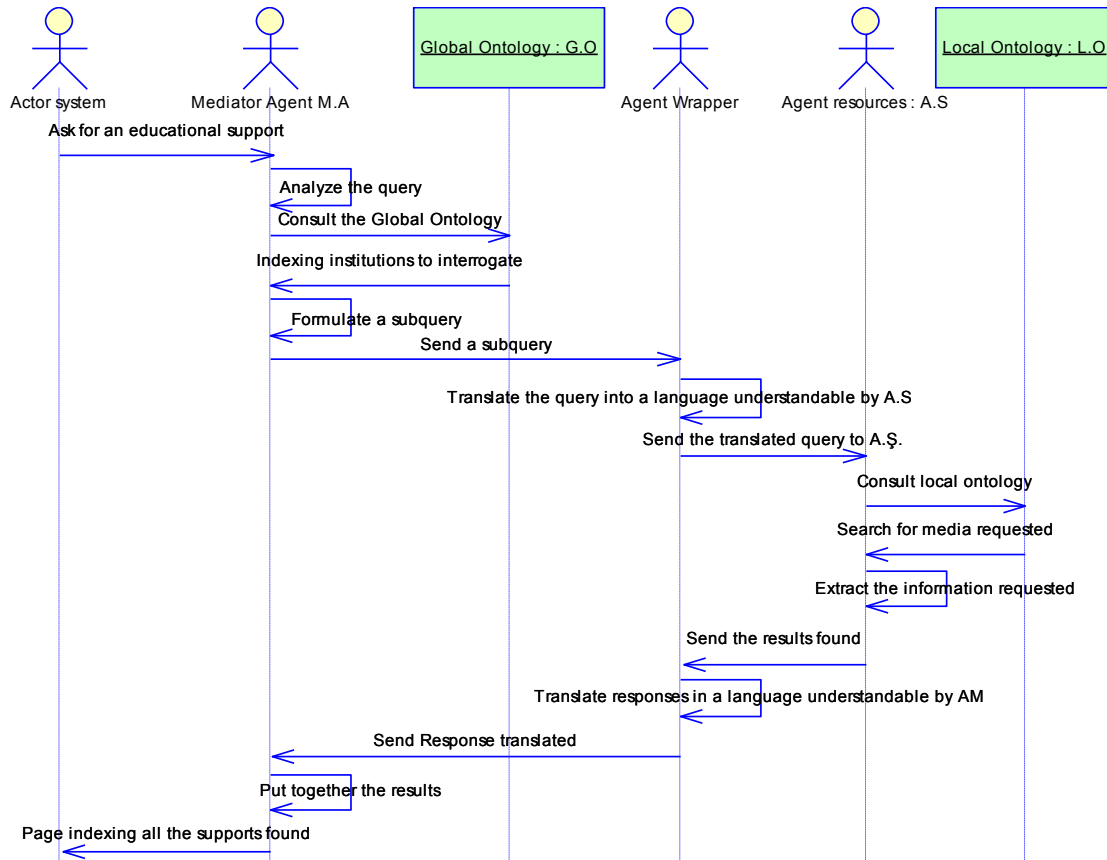 Global Ontology : G.O
Local Ontology : L.O
Actor system
Mediator Agent M.A
Agent Wrapper
Agent resources : A.S
Ask for an educational support
Analyze the query
Consult the Global Ontology
Indexing institutions to interrogate
Formulate a subquery
Send a subquery
Translate the query into a language understandable by A.S
Send the translated query to A.Ş.
Consult local ontology
Search for media requested
Extract the information requested
Send the results found
Translate responses in a language understandable by AM
Send Response translated
Put together the results
Page indexing all the supports found